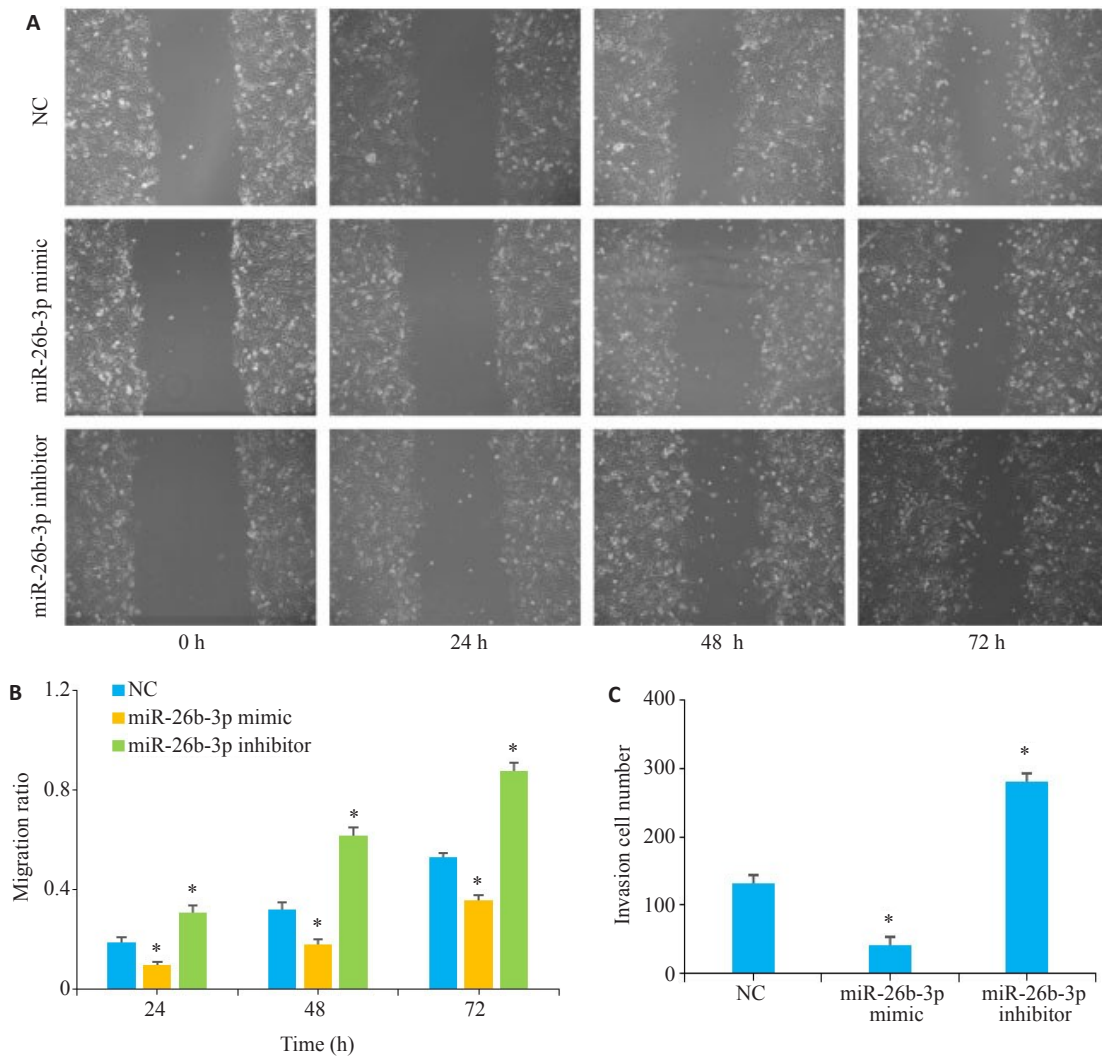 A
NC
miR-26b-3p mimic
miR-26b-3p inhibitor
0 h
24 h
48 h
72 h
B
NC
miR-26b-3p mimic
miR-26b-3p inhibitor
Migration ratio
1.2
0.8
0.4
0
*
*
*
*
*
*
24
48
72
Time (h)
C
Invasion cell number
400
300
200
100
0
*
*
NC
miR-26b-3p
mimic
miR-26b-3p
inhibitor